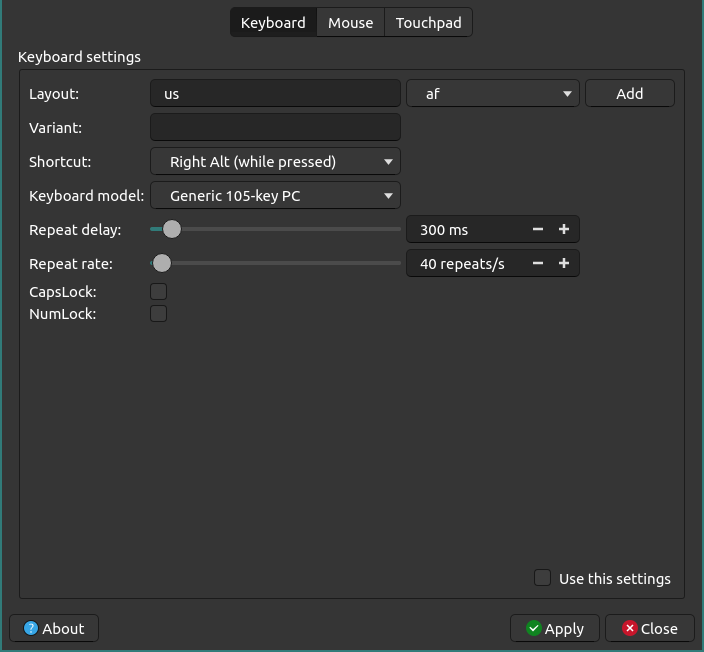 Keyboard Mouse Touchpad
Keyboard settings
Layout: us af Add
Variant:
Shortcut: Right Alt (while pressed)
Keyboard model: Generic 105-key PC
Repeat delay: 300 ms
Repeat rate: 40 repeats/s
CapsLock:
NumLock:
Use this settings
About Apply Close